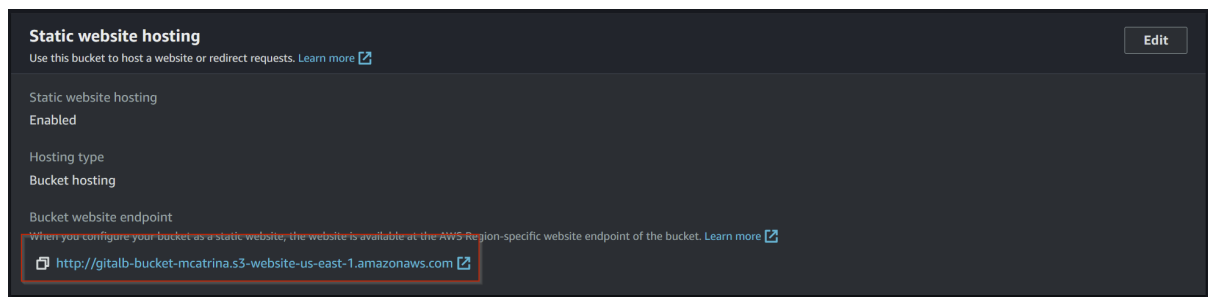 Static website hosting
Edit
Use this bucket to host a website or redirect requests. Learn more
Static website hosting
Enabled
Hosting type
Bucket hosting
Bucket website endpoint
When you configure your bucket as a static website, the website is available at the AWS Region-specific website endpoint of the bucket. Learn more
http://gitalb-bucket-mcatrina.s3-website-us-east-1.amazonaws.com